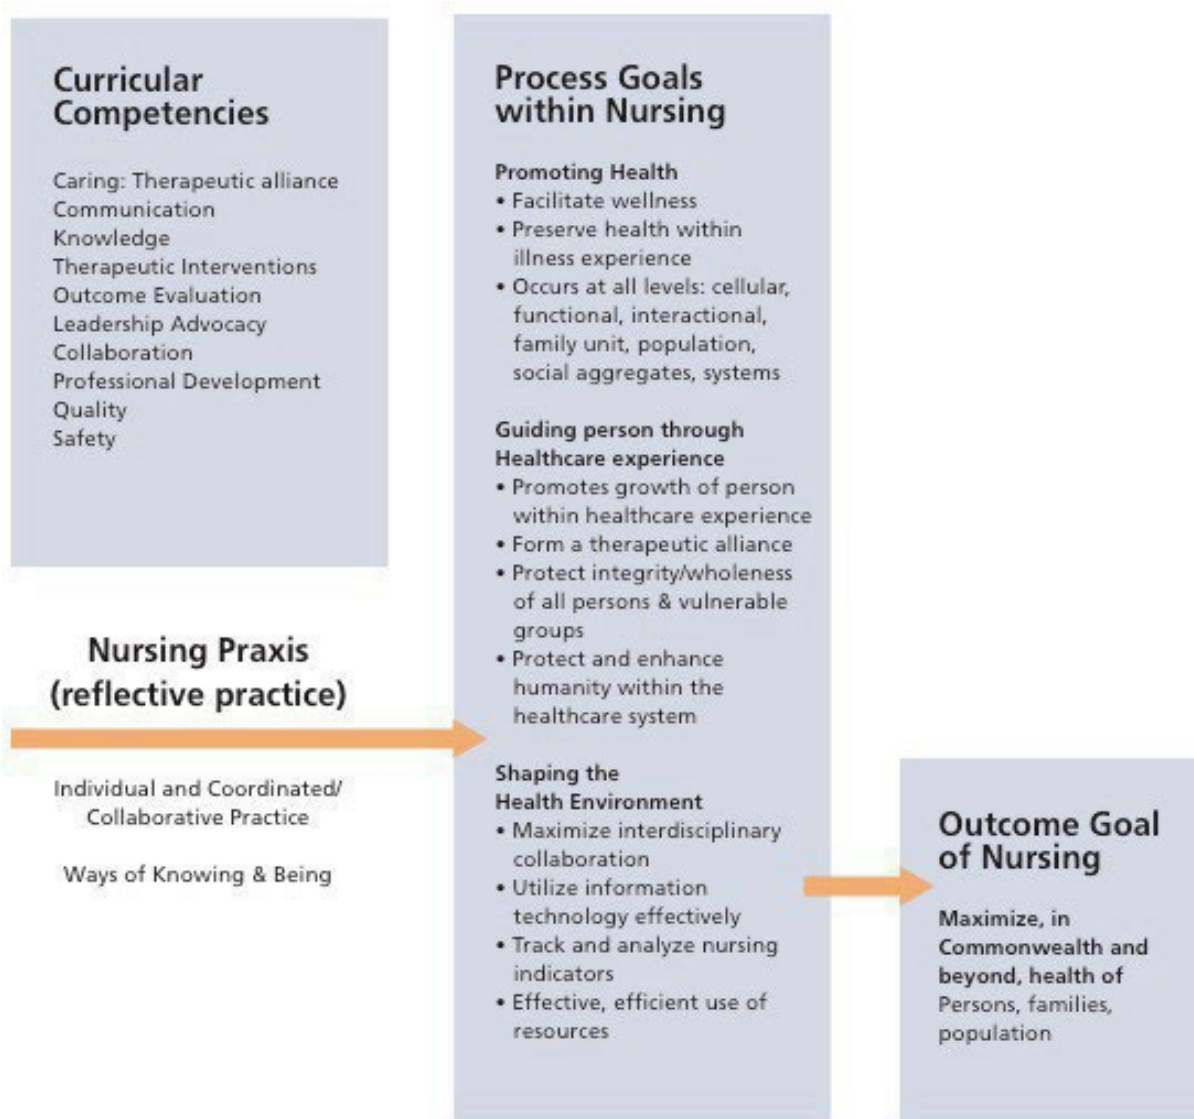 Curricular
Competencies
Caring: Therapeutic alliance
Communication
Knowledge
Therapeutic Interventions
Outcome Evaluation
Leadership Advocacy
Collaboration
Professional Development
Quality
Safety
Nursing Praxis
(reflective practice)
Individual and Coordinated/
Collaborative Practice
Ways of Knowing & Being
Process Goals
within Nursing
Promoting Health
• Facilitate wellness
• Preserve health within
illness experience
• Occurs at all levels: cellular,
functional, interactional,
family unit, population,
social aggregates, systems
Guiding person through
Healthcare experience
• Promotes growth of person
within healthcare experience
• Form a therapeutic alliance
• Protect integrity/wholeness
of all persons & vulnerable
groups
• Protect and enhance
humanity within the
healthcare system
Shaping the
Health Environment
• Maximize interdisciplinary
collaboration
• Utilize information
technology effectively
• Track and analyze nursing
indicators
• Effective, efficient use of
resources
Outcome Goal
of Nursing
Maximize, in
Commonwealth and
beyond, health of
Persons, families,
population